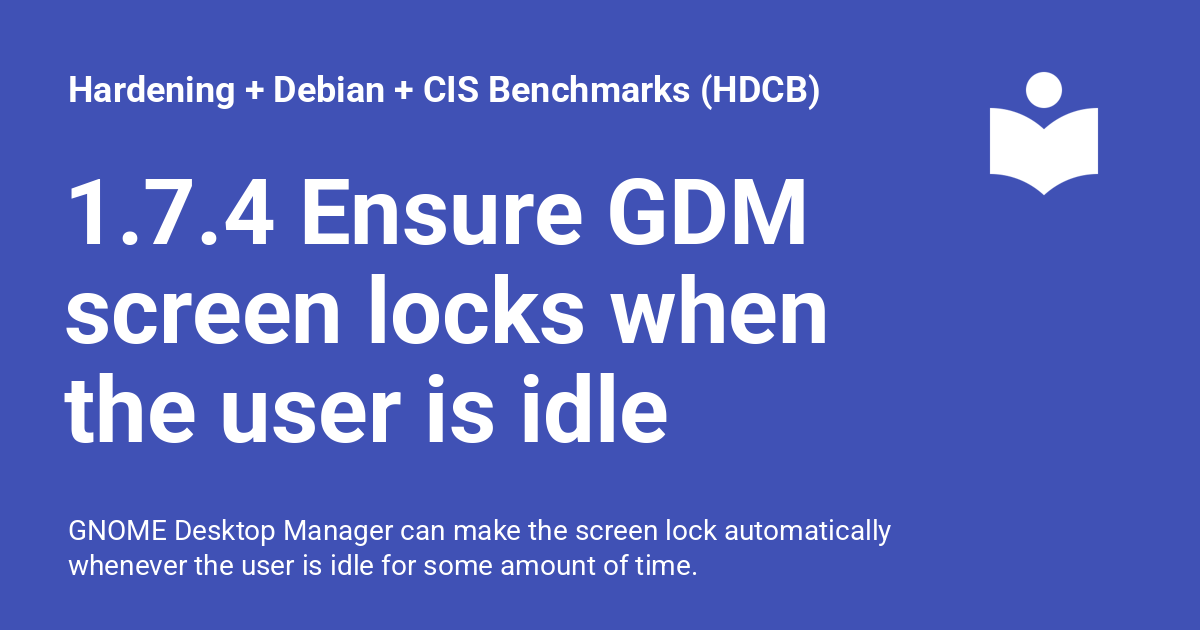 Hardening + Debian + CIS Benchmarks (HDCB)
1.7.4 Ensure GDM
screen locks when
the user is idle
GNOME Desktop Manager can make the screen lock automatically
whenever the user is idle for some amount of time.